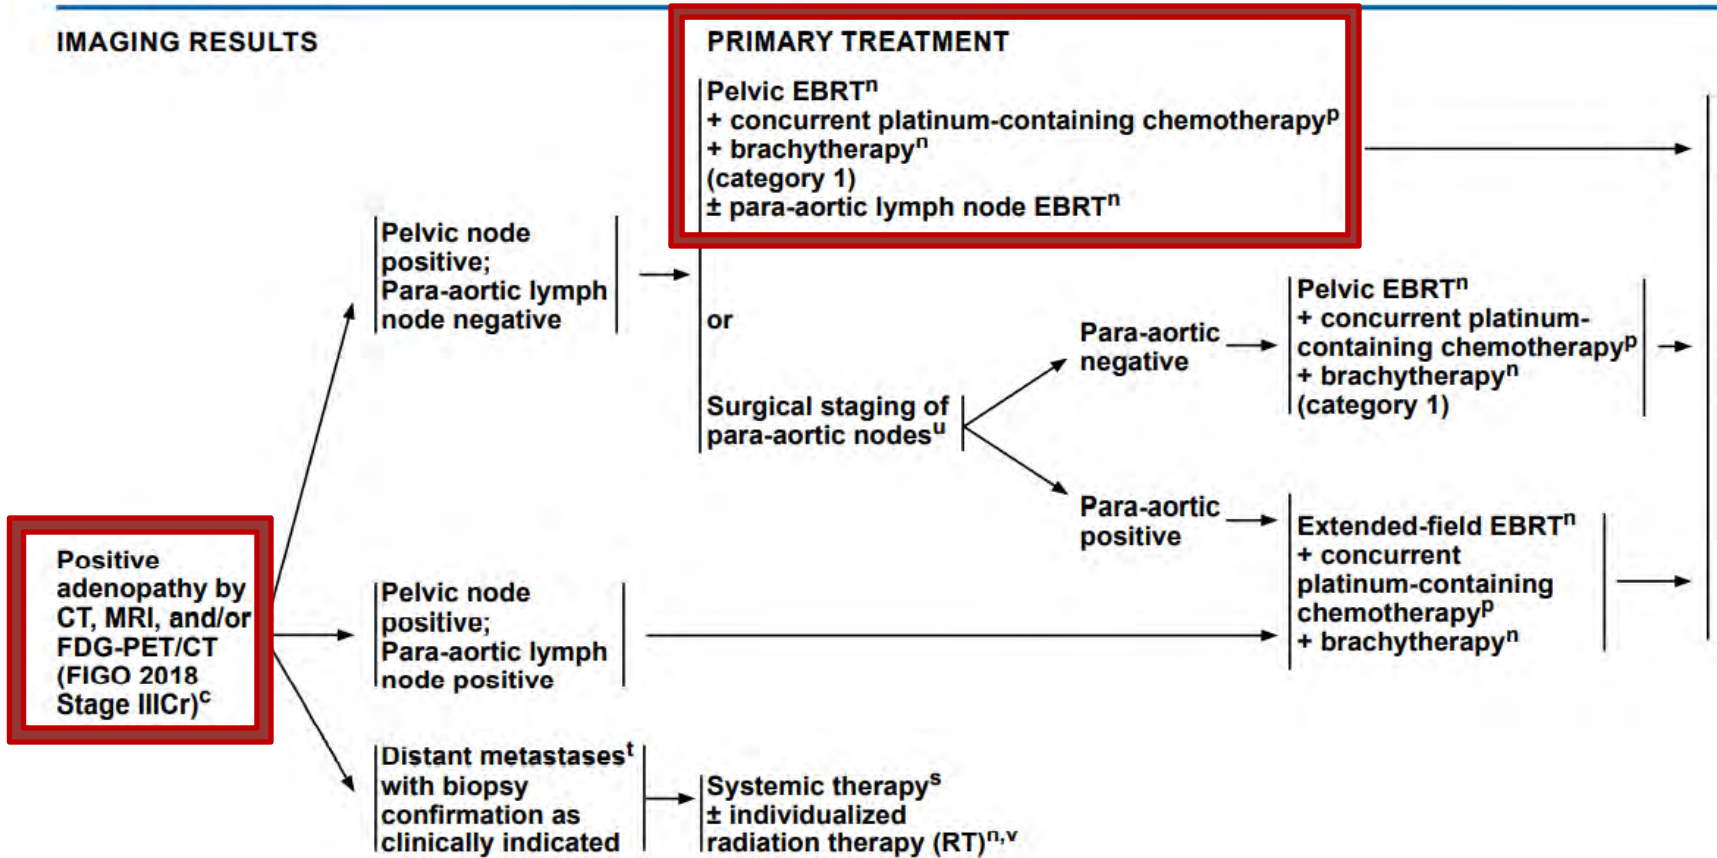 IMAGING RESULTS
PRIMARY TREATMENT
Pelvic EBRTⁿ
+ concurrent platinum-containing chemotherapyᵖ
+ brachytherapyⁿ
(category 1)
± para-aortic lymph node EBRTⁿ
Pelvic node
positive;
Para-aortic lymph
node negative
or
Surgical staging of
para-aortic nodesᵘ
Para-aortic
negative
Pelvic EBRTⁿ
+ concurrent platinum-
containing chemotherapyᵖ
+ brachytherapyⁿ
(category 1)
Para-aortic
positive
Extended-field EBRTⁿ
+ concurrent
platinum-containing
chemotherapyᵖ
+ brachytherapyⁿ
Positive
adenopathy by
CT, MRI, and/or
FDG-PET/CT
(FIGO 2018
Stage IIICr)ᶜ
Pelvic node
positive;
Para-aortic lymph
node positive
Distant metastasesᵗ
with biopsy
confirmation as
clinically indicated
Systemic therapyˢ
± individualized
radiation therapy (RT)ⁿ,ᵛ